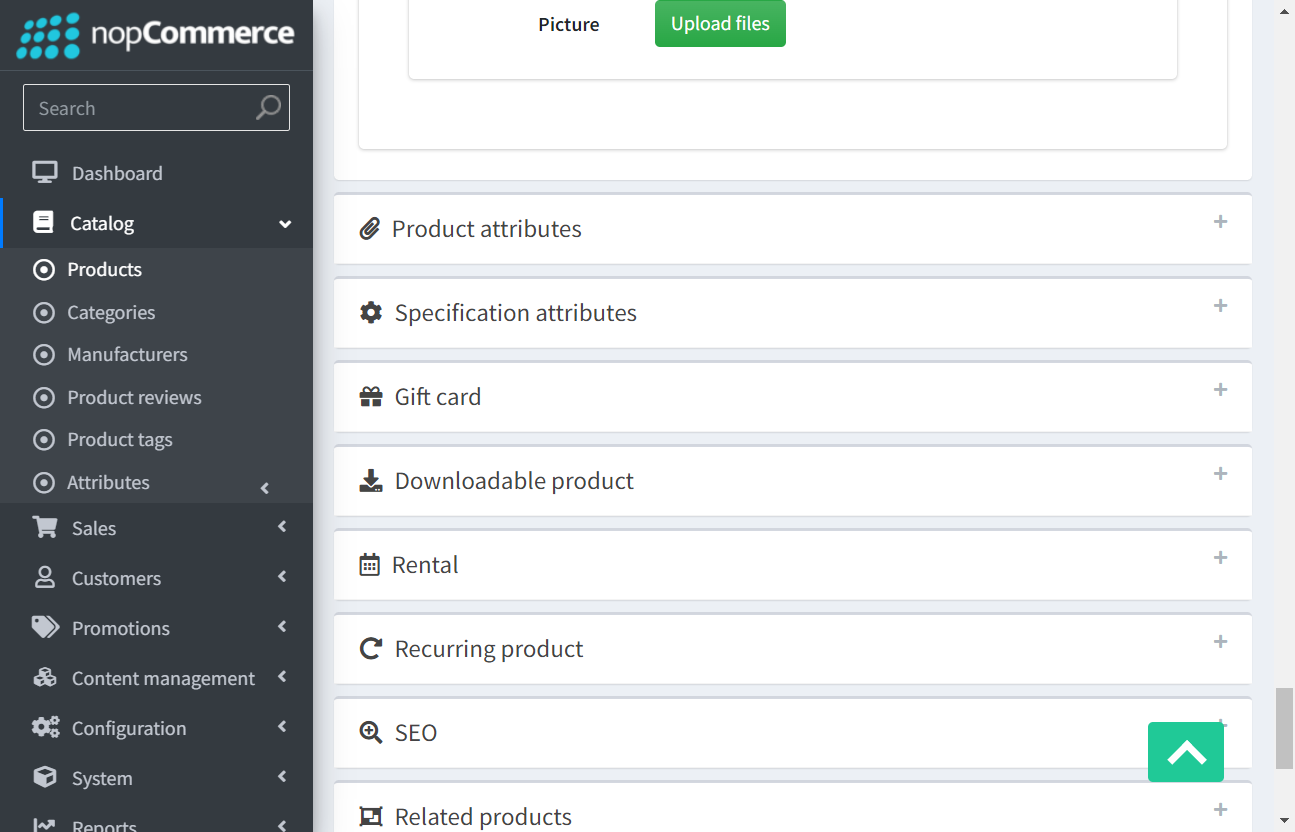 nopCommerce
Search
Dashboard
Catalog
Products
Categories
Manufacturers
Product reviews
Product tags
Attributes
Sales
Customers
Promotions
Content management
Configuration
System
Reports
Picture
Upload files
Product attributes
Specification attributes
Gift card
Downloadable product
Rental
Recurring product
SEO
Related products